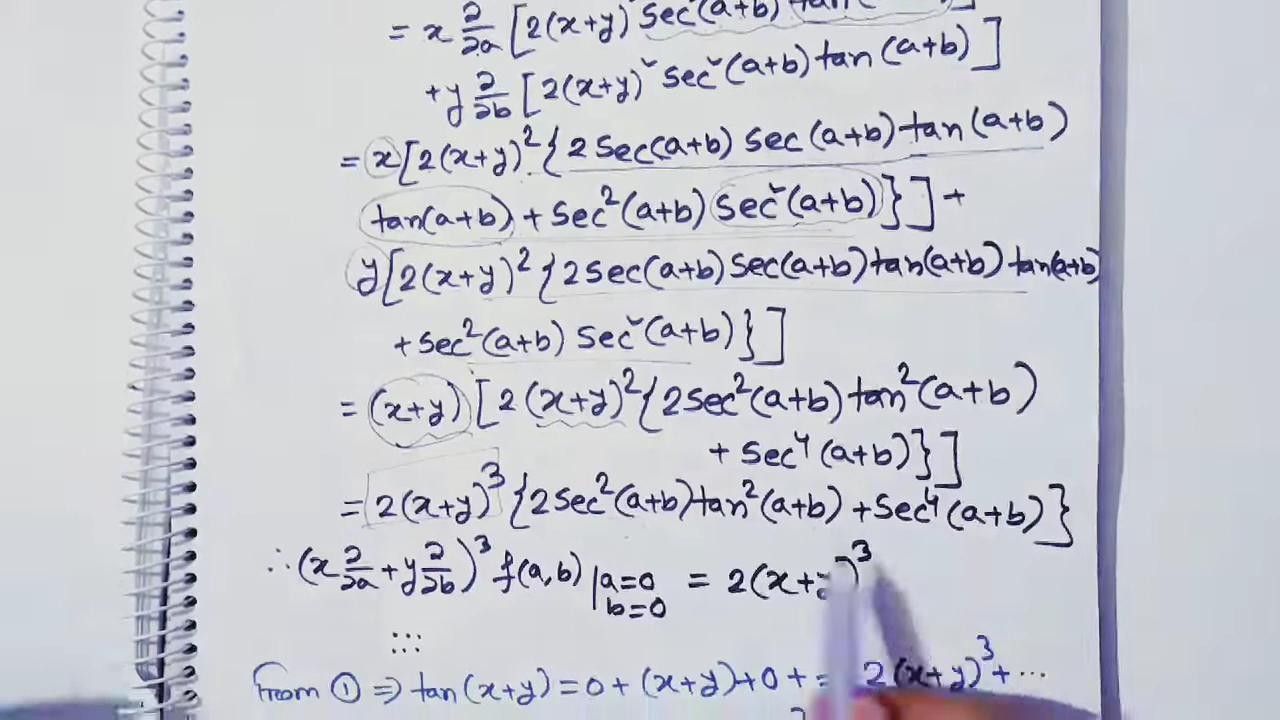 = x ∂/∂a [2(x+y) sec (a+b) tan
+y ∂/∂b [2(x+y)² sec² (a+b) tan (a+b)]
= x[2(x+y)²{2 sec(a+b) sec (a+b) tan (a+b)
tan(a+b) + sec²(a+b) sec²(a+b)}] +
y[2(x+y)²{2sec(a+b) sec(a+b) tan(a+b) tan(a+b)
+ sec²(a+b) sec²(a+b)}]
= (x+y) [2(x+y)²{2sec²(a+b) tan²(a+b)
+ sec⁴(a+b)}]
= 2(x+y)³ {2sec²(a+b) tan²(a+b) + sec⁴(a+b)}
∴ (x ∂/∂a + y ∂/∂b)³ f(a,b) |a=0 = 2(x+y)³
b=0
...
From ① ⇒ tan(x+y) = 0 + (x+y) + 0 + 2(x+y)³ + ...